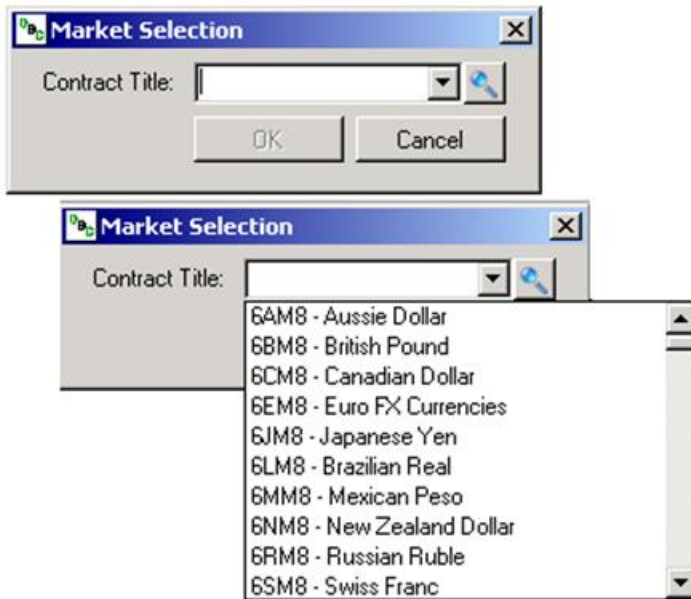 Market Selection
Contract Title:
OK Cancel
Market Selection
Contract Title:
6AM8 - Aussie Dollar
6BM8 - British Pound
6CM8 - Canadian Dollar
6EM8 - Euro FX Currencies
6JM8 - Japanese Yen
6LM8 - Brazilian Real
6MM8 - Mexican Peso
6NM8 - New Zealand Dollar
6RM8 - Russian Ruble
6SM8 - Swiss Franc